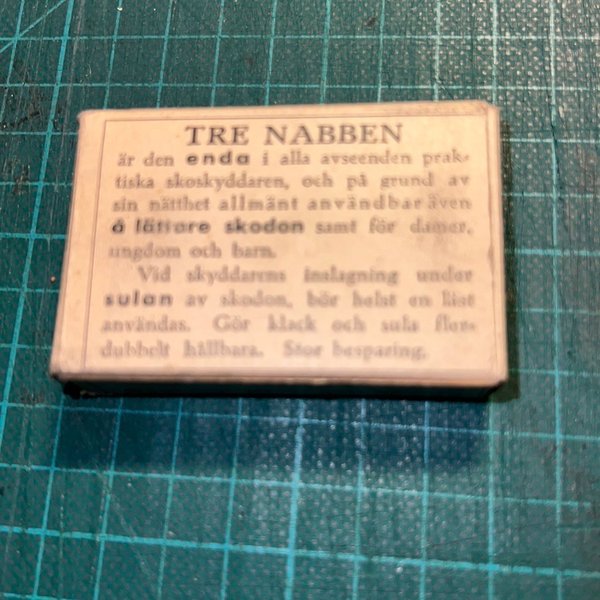 TRE NABBEN
är den enda i alla avseenden prak-
tiska skoskyddaren, och på grund av
sin nätthet allmänt användbar även
å lättare skodon samt för damer,
ungdom och barn.
Vid skyddarens inslagning under
sulan av skodon, bör helst en läst
användas. Gör klack och sula fler-
dubbelt hållbara. Stor besparing.